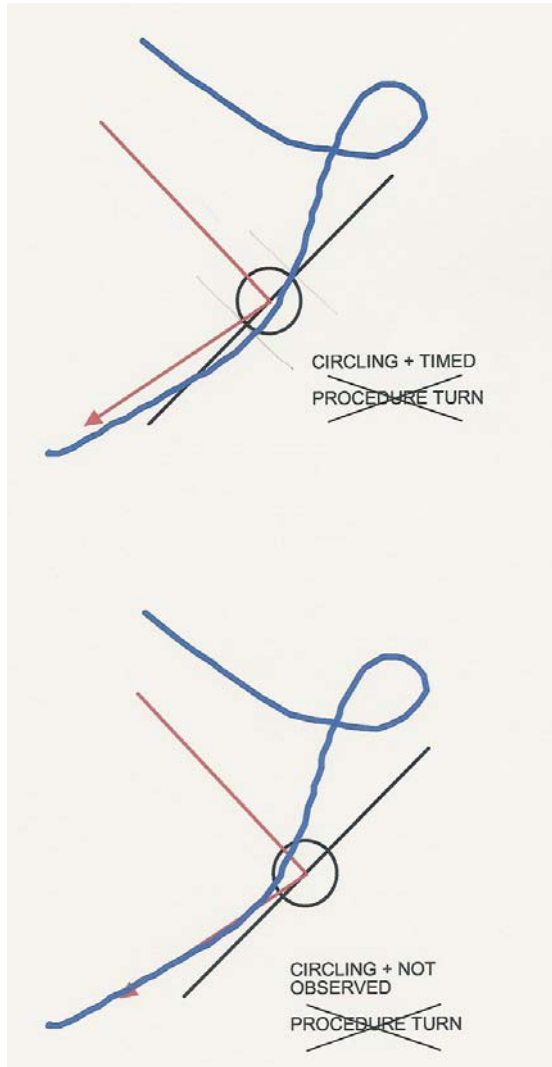 CIRCLING + TIMED
PROCEDURE TURN
CIRCLING + NOT
OBSERVED
PROCEDURE TURN